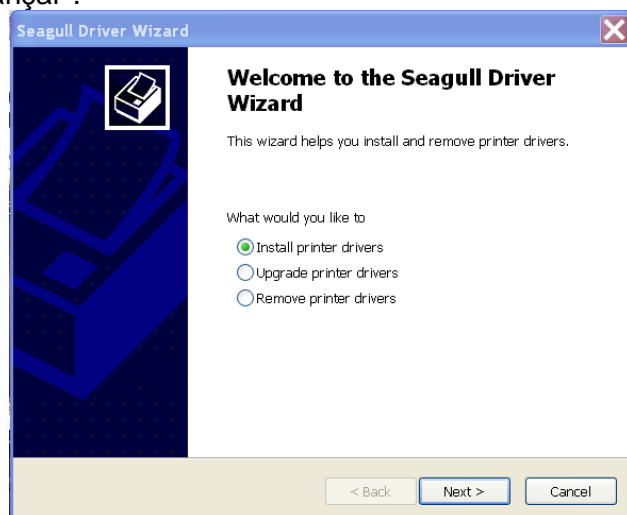 Seagull Driver Wizard
Welcome to the Seagull Driver
Wizard
This wizard helps you install and remove printer drivers.
What would you like to
Install printer drivers
Upgrade printer drivers
Remove printer drivers
< Back
Next >
Cancel